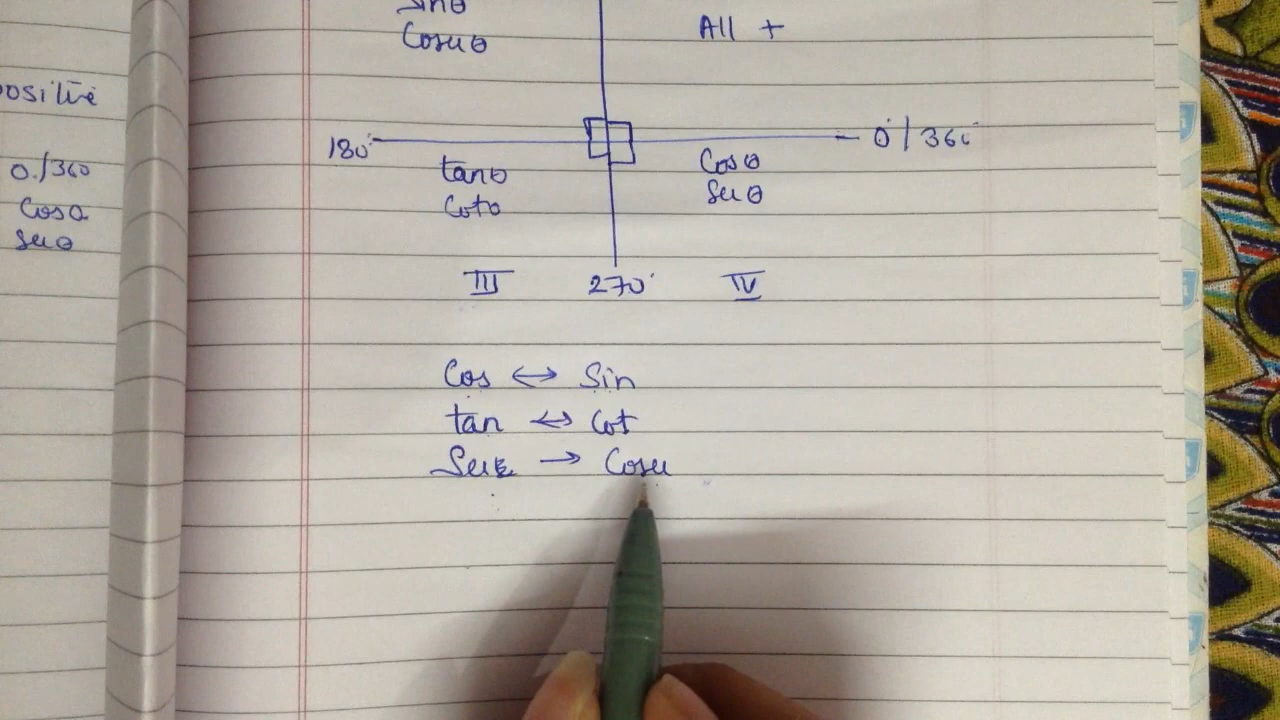 sinθ
Cosecθ
All +
positive
180°
0°/360°
tanθ
Cotθ
Cosθ
Secθ
0°/360
Cosθ
Secθ
III
270°
IV
Cos ↔ Sin
tan ↔ Cot
Sec → Cosec